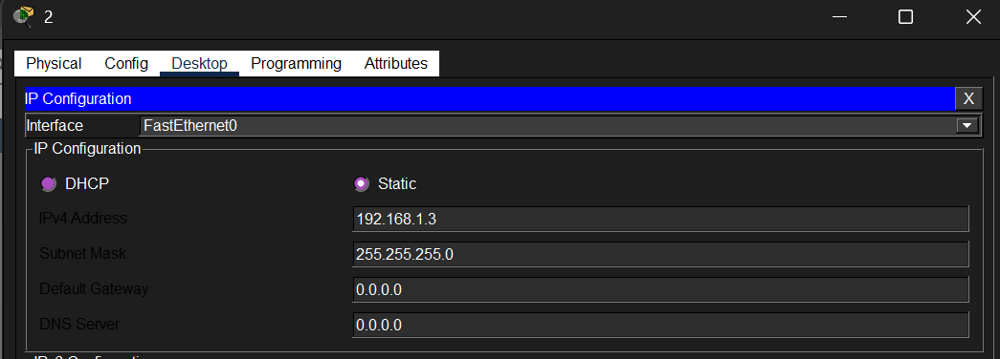 2
Physical Config Desktop Programming Attributes
IP Configuration X
Interface FastEthernet0
IP Configuration
DHCP Static
IPv4 Address 192.168.1.3
Subnet Mask 255.255.255.0
Default Gateway 0.0.0.0
DNS Server 0.0.0.0